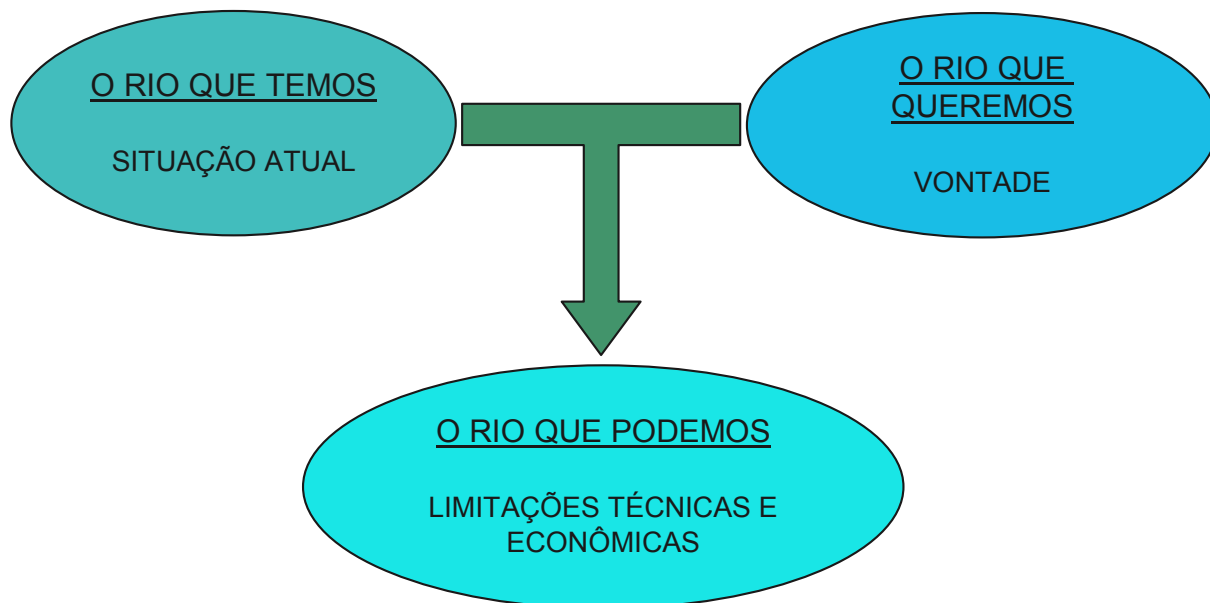 O RIO QUE TEMOS
SITUAÇÃO ATUAL
O RIO QUE
QUEREMOS
VONTADE
O RIO QUE PODEMOS
LIMITAÇÕES TÉCNICAS E
ECONÔMICAS